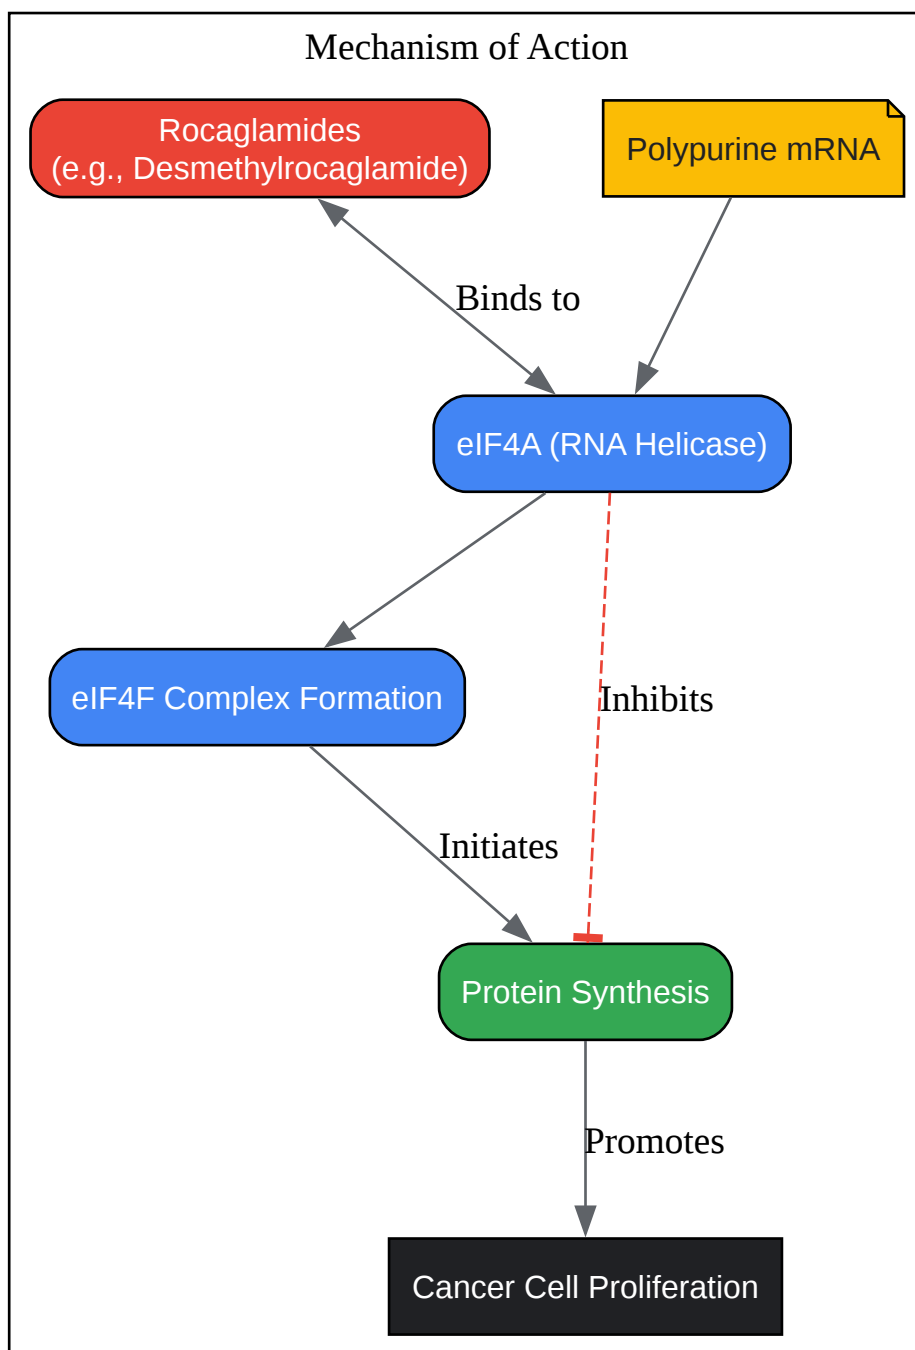 Mechanism of Action
Rocaglamides
(e.g., Desmethylrocaglamide)
Polypurine mRNA
Binds to
eIF4A (RNA Helicase)
eIF4F Complex Formation
Inhibits
Initiates
Protein Synthesis
Promotes
Cancer Cell Proliferation